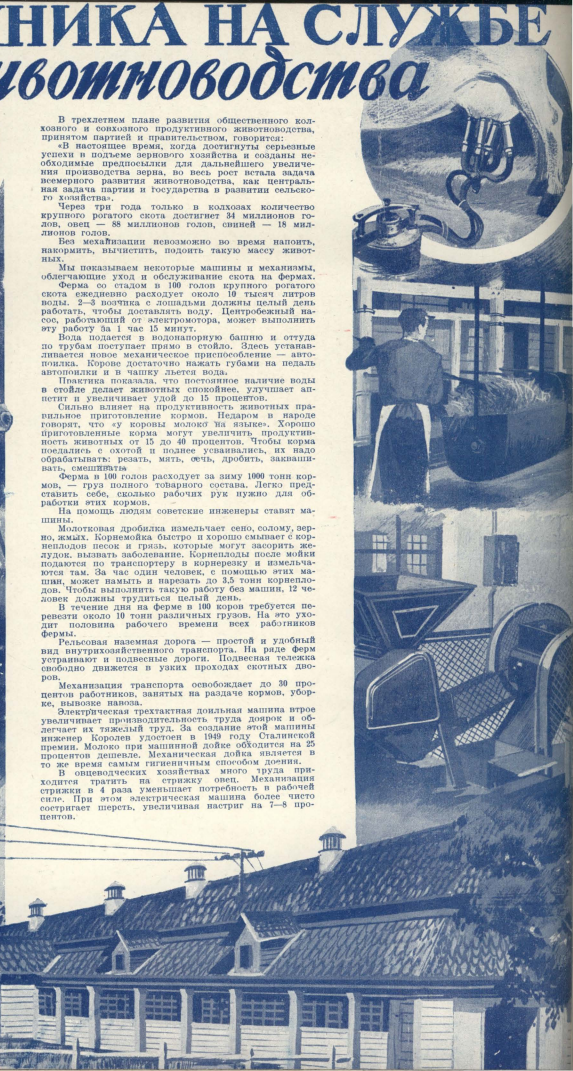 НИКА НА СЛУЖБЕ
ивотноводства
В трехлетнем плане развития общественного кол-
хозного и совхозного продуктивного животноводства,
принятом партией и правительством, говорится:
«В настоящее время, когда достигнуты серьезные
успехи в подъеме зернового хозяйства и созданы не-
обходимые предпосылки для дальнейшего увеличе-
ния производства зерна, во весь рост встала задача
всемерного развития животноводства, как централь-
ная задача партии и государства в развитии сельско-
го хозяйства».
Через три года только в колхозах количество
крупного рогатого скота достигнет 34 миллионов го-
лов, овец — 88 миллионов голов, свиней — 18 мил-
лионов голов.
Без механизации невозможно во время напоить,
накормить, вычистить, подоить такую массу живот-
ных.
Мы показываем некоторые машины и механизмы,
облегчающие уход и обслуживание скота на фермах.
Ферма со стадом в 100 голов крупного рогатого
скота ежедневно расходует около 10 тысяч литров
воды. 2—3 возчика с лошадьми должны целый день
работать, чтобы доставлять воду. Центробежный на-
сос, работающий от электромотора, может выполнить
эту работу за 1 час 15 минут.
Вода подается в водонапорную башню и оттуда
по трубам поступает прямо в стойло. Здесь устанав-
ливается новое механическое приспособление — авто-
поилка. Корове достаточно нажать губами на педаль
автопоилки и в чашку льется вода.
Практика показала, что постоянное наличие воды
в стойле делает животных спокойнее, улучшает ап-
петит и увеличивает удой до 15 процентов.
Сильно влияет на продуктивность животных пра-
вильное приготовление кормов. Недаром в народе
говорят, что «у коровы молоко на языке». Хорошо
приготовленные корма могут увеличить продуктив-
ность животных от 15 до 40 процентов. Чтобы корма
поедались с охотой и поднее усваивались, их надо
обрабатывать: резать, мять, сечь, дробить, закваши-
вать, смешивать.
Ферма в 100 голов расходует за зиму 1000 тонн кор-
мов, — груз полного товарного состава. Легко пред-
ставить себе, сколько рабочих рук нужно для об-
работки этих кормов.
На помощь людям советские инженеры ставят ма-
шины.
Молотковая дробилка измельчает сено, солому, зер-
но, жмых. Корнемойка быстро и хорошо смывает с кор-
неплодов песок и грязь, которые могут засорить же-
лудок, вызвать заболевание. Корнеплоды после мойки
подаются по транспортеру в корнерезку и измельча-
ются там. За час один человек, с помощью этих ма-
шин, может намыть и нарезать до 3,5 тонн корнепло-
дов. Чтобы выполнить такую работу без машин, 12 че-
ловек должны трудиться целый день.
В течение дня на ферме в 100 коров требуется пе-
ревезти около 10 тонн различных грузов. На это ухо-
дит половина рабочего времени всех работников
фермы.
Рельсовая наземная дорога — простой и удобный
вид внутрихозяйственного транспорта. На ряде ферм
устраивают и подвесные дороги. Подвесная тележка
свободно движется в узких проходах скотных дво-
ров.
Механизация транспорта освобождает до 30 про-
центов работников, занятых на раздаче кормов, убор-
ке, вывозке навоза.
Электрическая трехтактная доильная машина втрое
увеличивает производительность труда доярок и об-
легчает их тяжелый труд. За создание этой машины
инженер Королев удостоен в 1949 году Сталинской
премии. Молоко при машинной дойке обходится на 25
процентов дешевле. Механическая дойка является в
то же время самым гигиеничным способом доения.
В овцеводческих хозяйствах много труда при-
ходится тратить на стрижку овец. Механизация
стрижки в 4 раза уменьшает потребность в рабочей
силе. При этом электрическая машина более чисто
состригает шерсть, увеличивая настриг на 7—8 про-
центов.